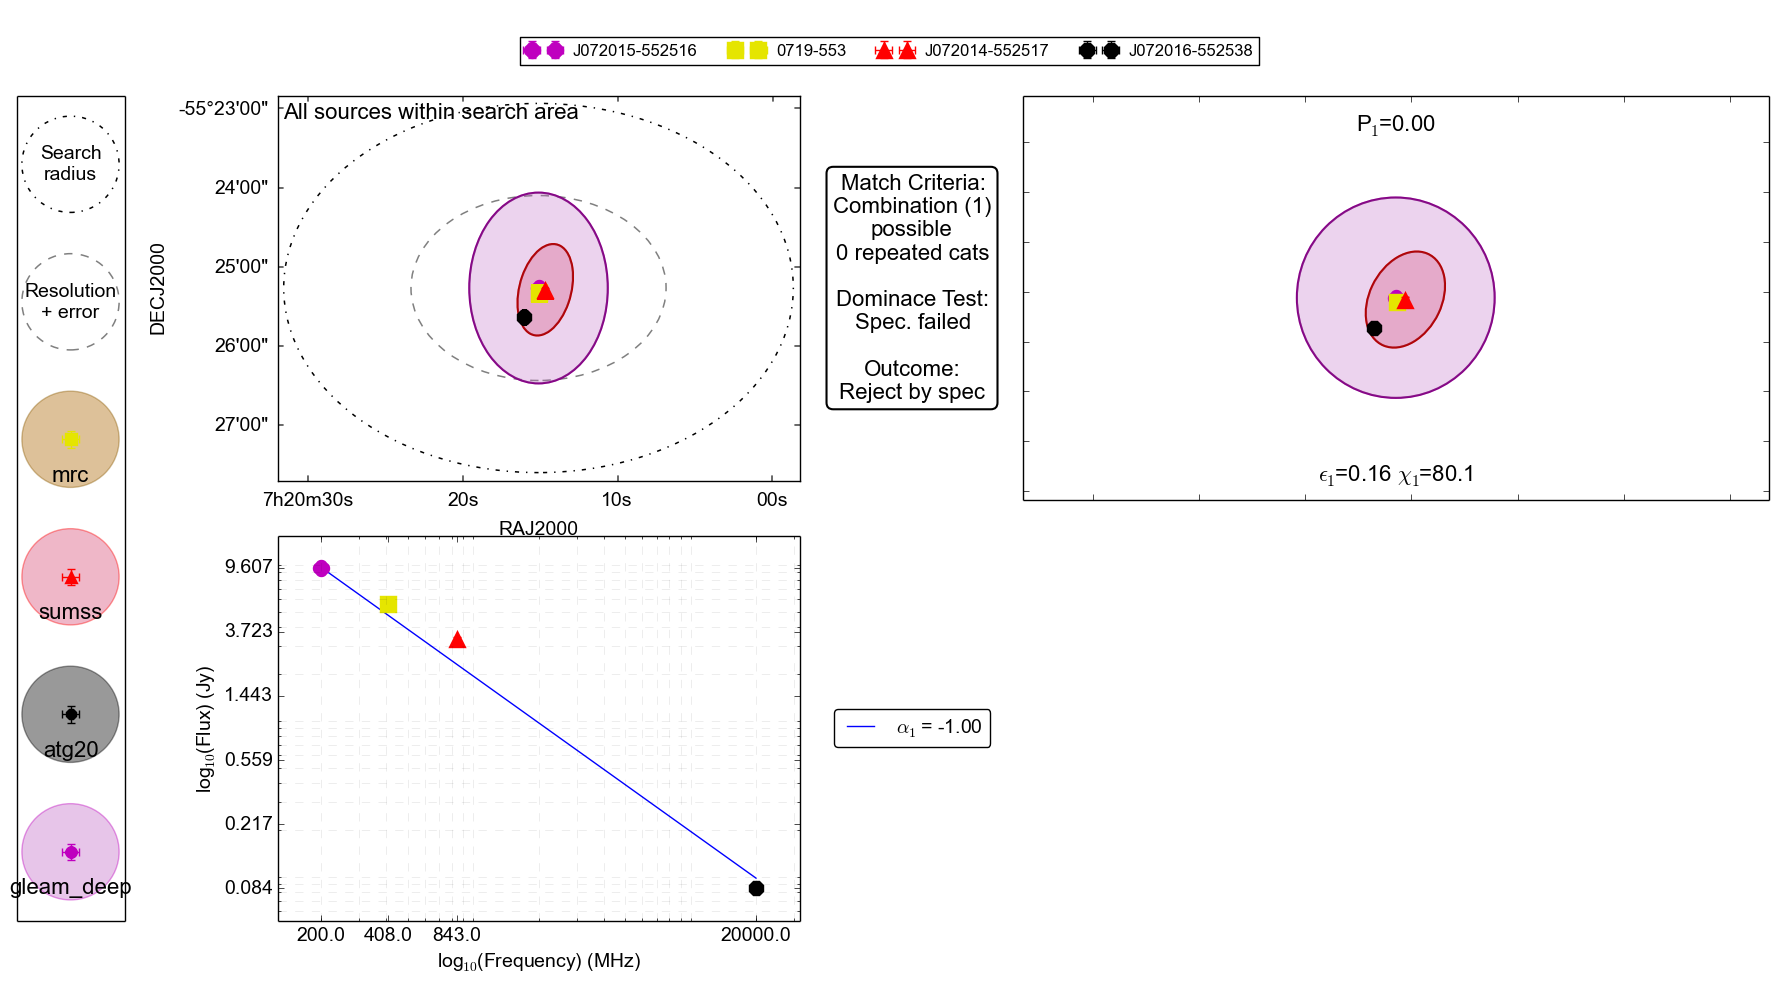 J072015-552516 0719-553 J072014-552517 J072016-552538
Search
radius
Resolution
+ error
mrc
sumss
atg20
gleam_deep
All sources within search area
-55°23'00"
24'00"
25'00"
26'00"
27'00"
DECJ2000
7h20m30s 20s 10s 00s
RAJ2000
Match Criteria:
Combination (1)
possible
0 repeated cats
Dominace Test:
Spec. failed
Outcome:
Reject by spec
P₁=0.00
ϵ₁=0.16 χ₁=80.1
9.607
3.723
1.443
0.559
0.217
0.084
log₁₀(Flux) (Jy)
200.0 408.0 843.0 20000.0
log₁₀(Frequency) (MHz)
α₁ = -1.00